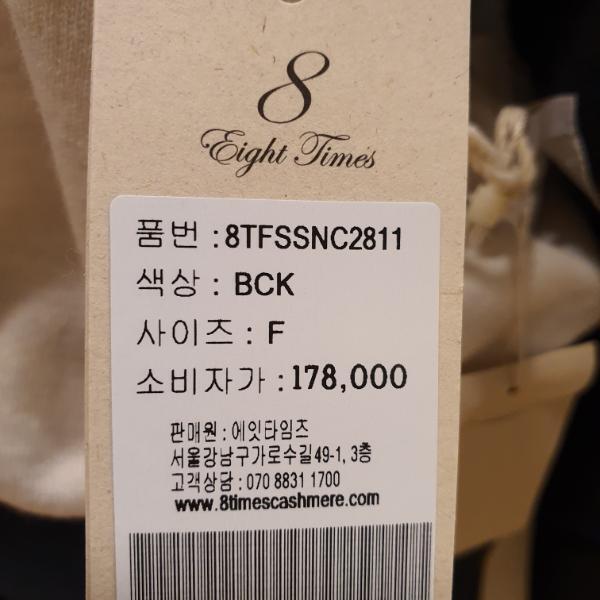 8
Eight Times
품번 : 8TFSSNC2811
색상 : BCK
사이즈 : F
소비자가 : 178,000
판매원 : 에잇타임즈
서울강남구가로수길49-1, 3층
고객상담 : 070 8831 1700
www.8timescashmere.com